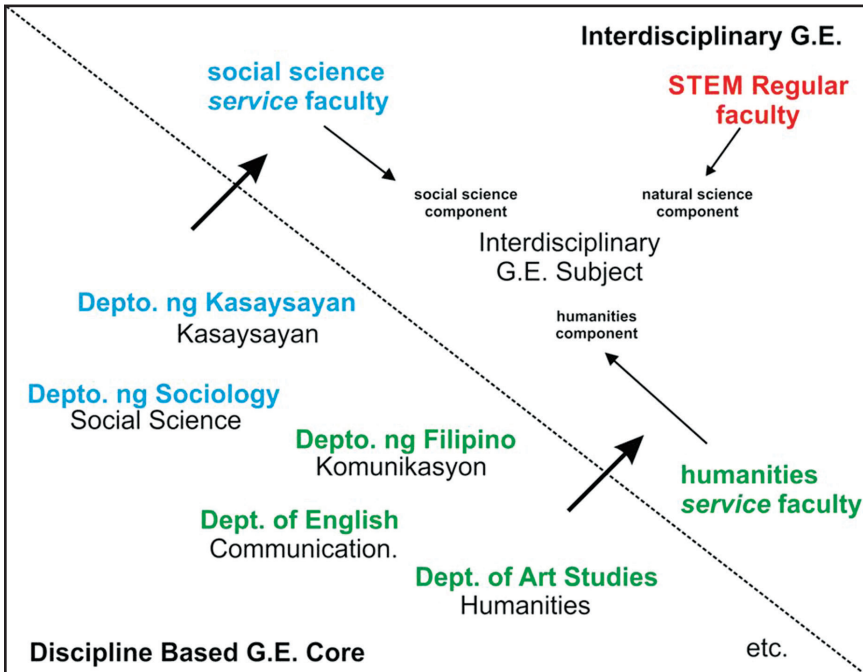 Interdisciplinary G.E.
social science
service faculty
STEM Regular
faculty
social science
component
natural science
component
Interdisciplinary
G.E. Subject
humanities
component
Depto. ng Kasaysayan
Kasaysayan
Depto. ng Sociology
Social Science
Depto. ng Filipino
Komunikasyon
humanities
service faculty
Dept. of English
Communication.
Dept. of Art Studies
Humanities
Discipline Based G.E. Core
etc.